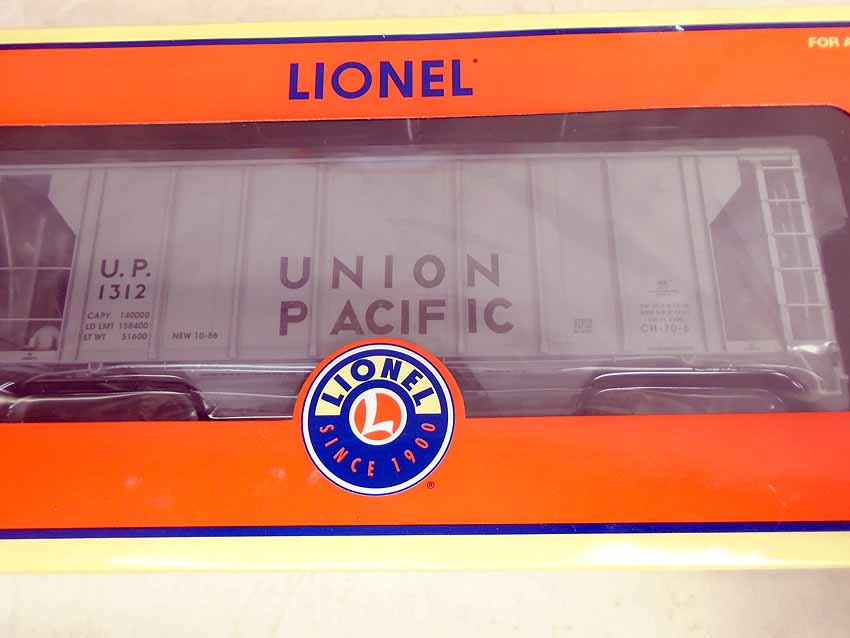 FOR A
LIONEL
U.P.
1312
CAPY 140000
LD LMT 158400
LT WT 51600
NEW 10-56
UNION
PACIFIC
CH-70-6
LIONEL
L
SINCE 1900
®